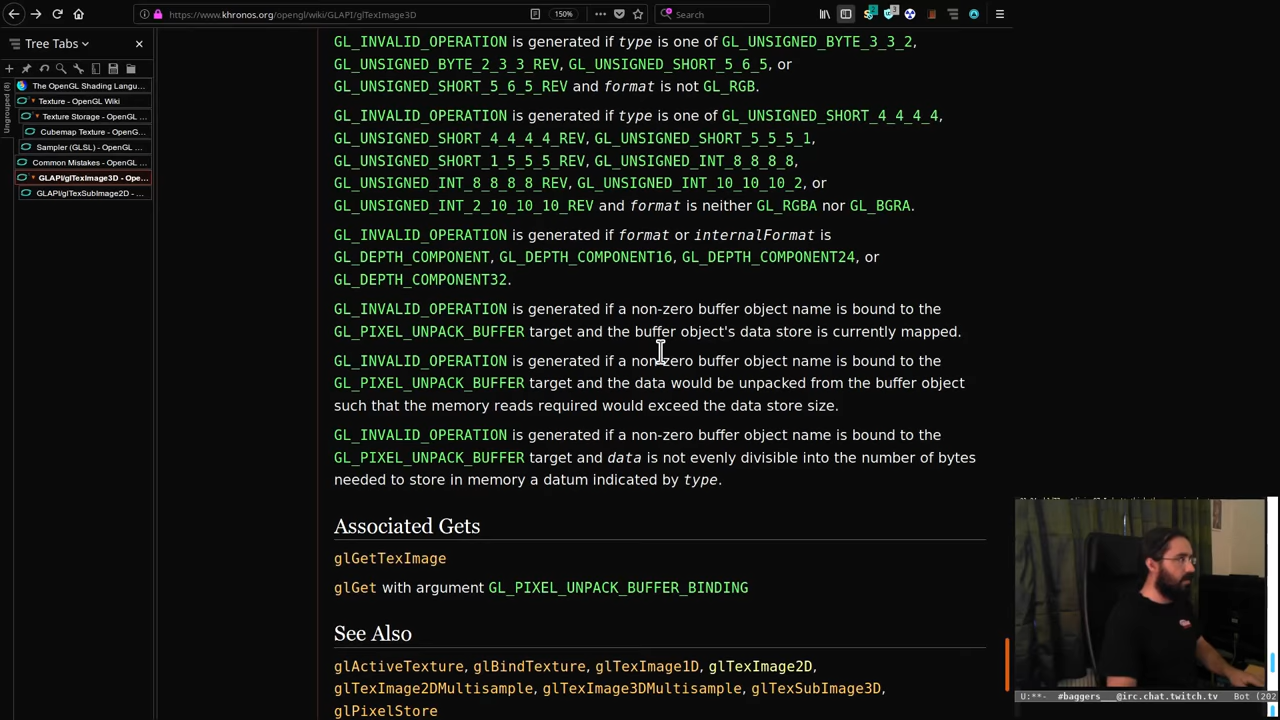 https://www.khronos.org/opengl/wiki/GLAPI/glTexImage3D
150%
Search
Tree Tabs
The OpenGL Shading Langu...
Texture - OpenGL Wiki
Texture Storage - OpenGL ...
Cubemap Texture - OpenG...
Sampler (GLSL) - OpenGL ...
Common Mistakes - OpenGL ...
GLAPI/glTexImage3D - Ope...
GLAPI/glTexSubImage2D - ...
Ungrouped (8)
GL_INVALID_OPERATION is generated if type is one of GL_UNSIGNED_BYTE_3_3_2,
GL_UNSIGNED_BYTE_2_3_3_REV, GL_UNSIGNED_SHORT_5_6_5, or
GL_UNSIGNED_SHORT_5_6_5_REV and format is not GL_RGB.
GL_INVALID_OPERATION is generated if type is one of GL_UNSIGNED_SHORT_4_4_4_4,
GL_UNSIGNED_SHORT_4_4_4_4_REV, GL_UNSIGNED_SHORT_5_5_5_1,
GL_UNSIGNED_SHORT_1_5_5_5_REV, GL_UNSIGNED_INT_8_8_8_8,
GL_UNSIGNED_INT_8_8_8_8_REV, GL_UNSIGNED_INT_10_10_10_2, or
GL_UNSIGNED_INT_2_10_10_10_REV and format is neither GL_RGBA nor GL_BGRA.
GL_INVALID_OPERATION is generated if format or internalFormat is
GL_DEPTH_COMPONENT, GL_DEPTH_COMPONENT16, GL_DEPTH_COMPONENT24, or
GL_DEPTH_COMPONENT32.
GL_INVALID_OPERATION is generated if a non-zero buffer object name is bound to the
GL_PIXEL_UNPACK_BUFFER target and the buffer object's data store is currently mapped.
GL_INVALID_OPERATION is generated if a non-zero buffer object name is bound to the
GL_PIXEL_UNPACK_BUFFER target and the data would be unpacked from the buffer object
such that the memory reads required would exceed the data store size.
GL_INVALID_OPERATION is generated if a non-zero buffer object name is bound to the
GL_PIXEL_UNPACK_BUFFER target and data is not evenly divisible into the number of bytes
needed to store in memory a datum indicated by type.
Associated Gets
glGetTexImage
glGet with argument GL_PIXEL_UNPACK_BUFFER_BINDING
See Also
glActiveTexture, glBindTexture, glTexImage1D, glTexImage2D,
glTexImage2DMultisample, glTexImage3DMultisample, glTexSubImage3D,
glPixelStore
U:**- #baggers___@irc.chat.twitch.tv Bot (202